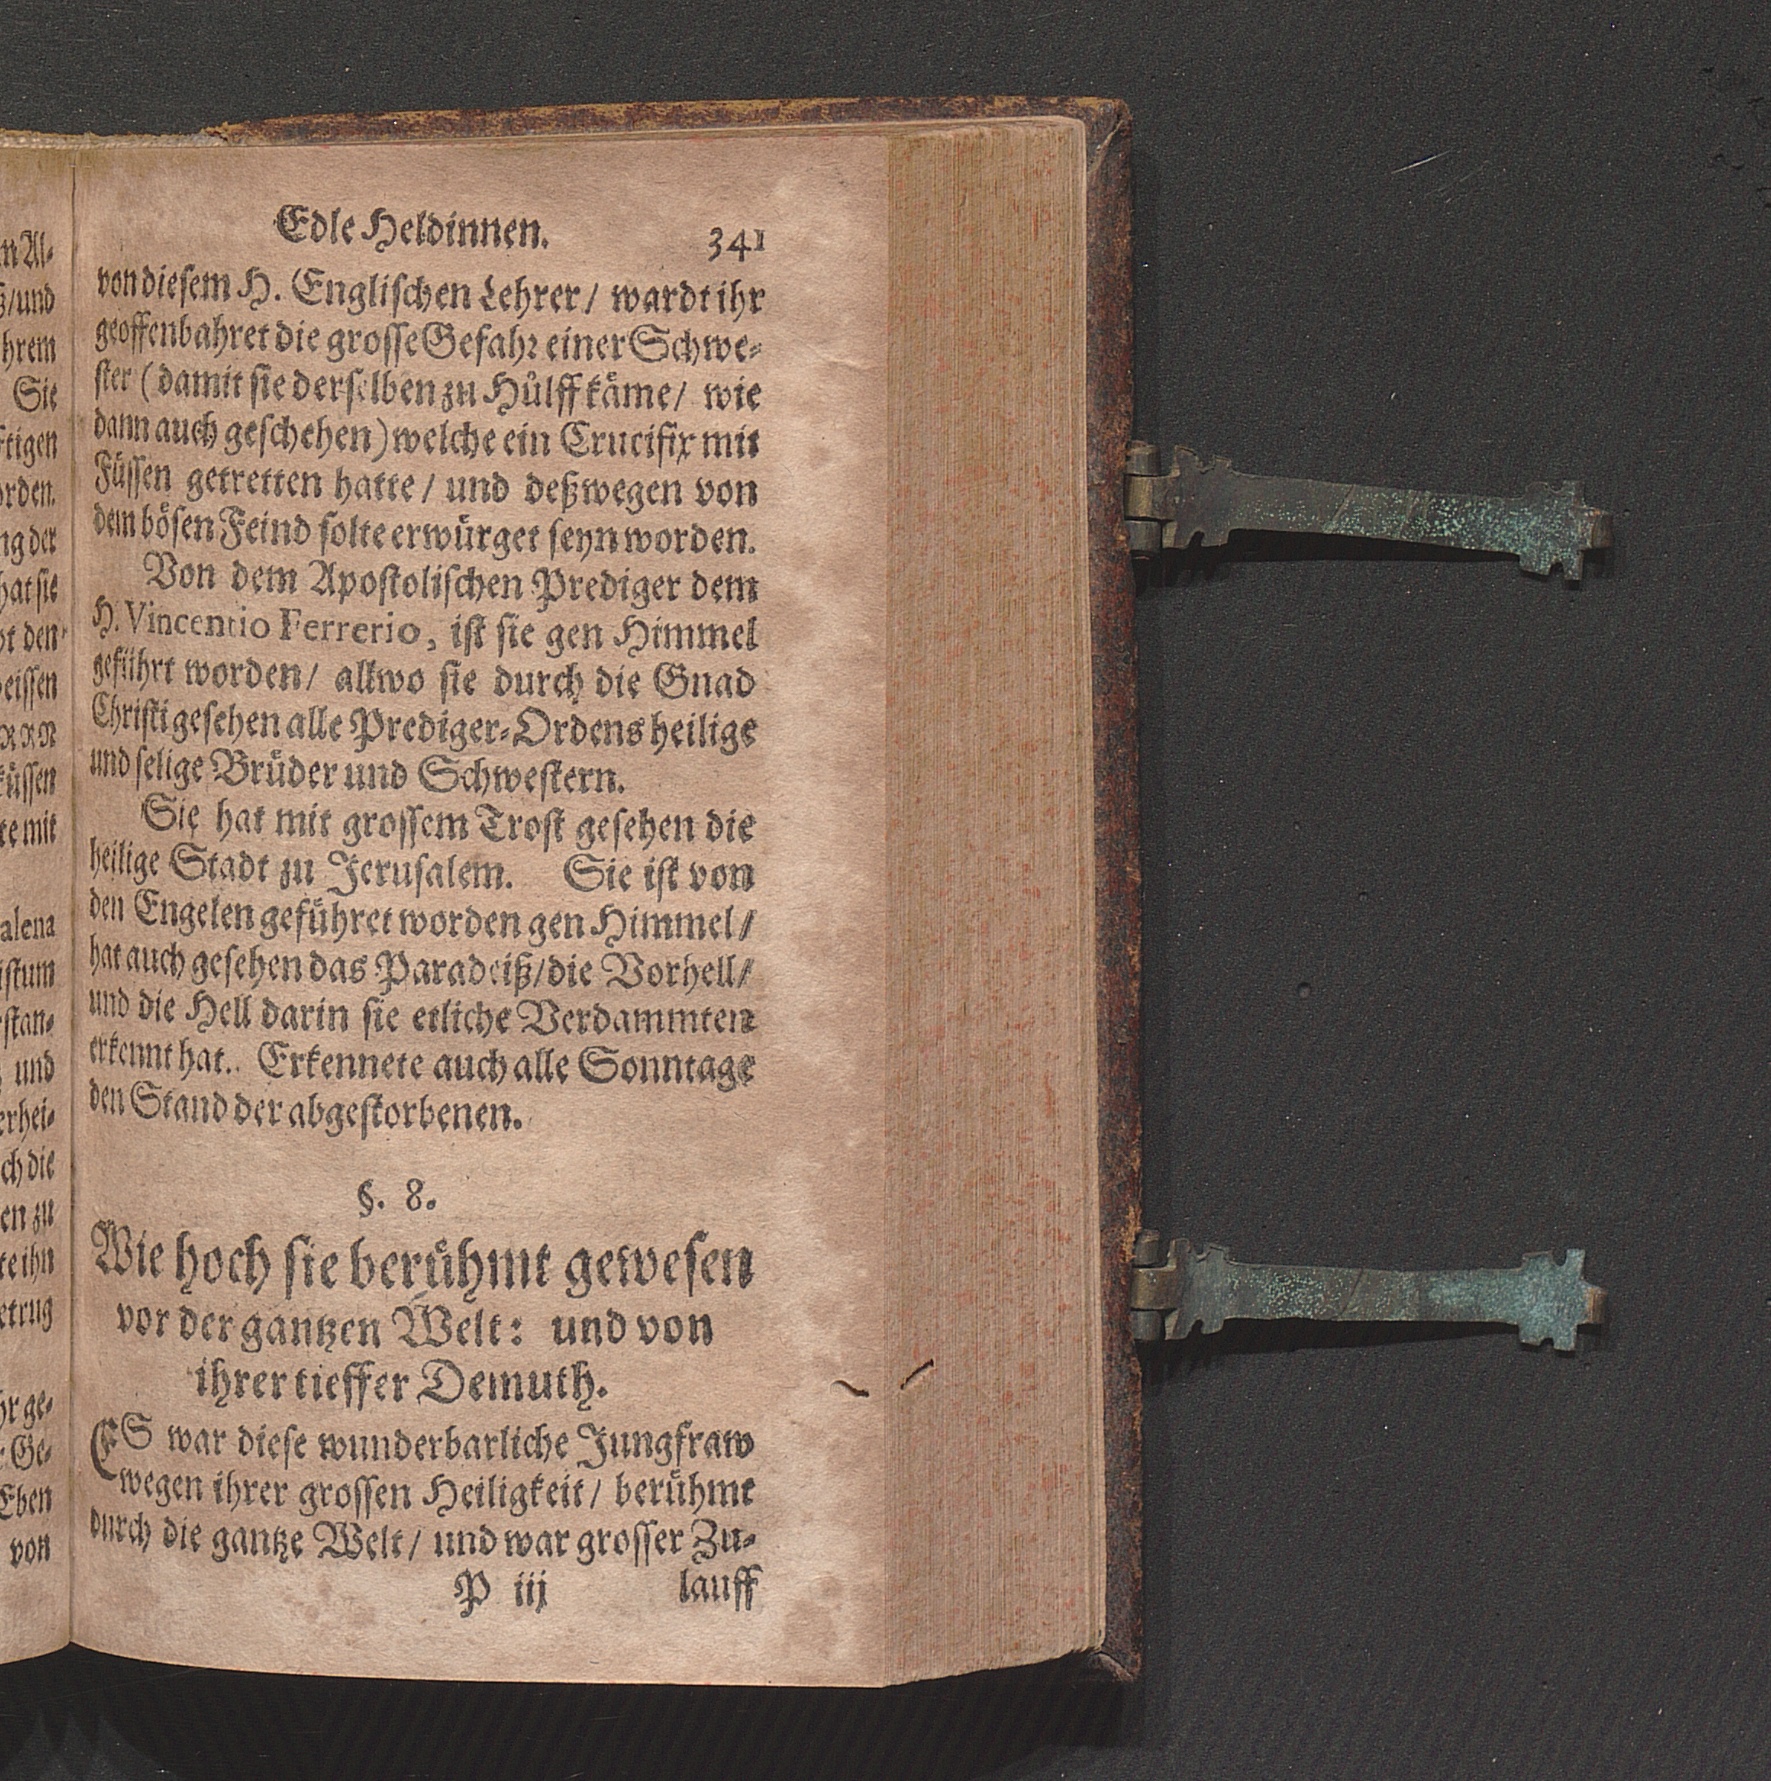 Edle Heldinnen. 341
von diesem H. Englischen Lehrer / wardt ihr
geoffenbahret die grosse Gefahr einer Schwe-
ster (damit sie derselben zu Hülff käme / wie
dann auch geschehen) welche ein Crucifix mit
Füssen getretten hatte / und deßwegen von
dem bösen Feind solte erwürget seyn worden.
Von dem Apostolischen Prediger dem
H. Vincentio Ferrerio, ist sie gen Himmel
geführt worden / allwo sie durch die Gnad
Christi gesehen alle Prediger-Ordens heilige
und selige Brüder und Schwestern.
Sie hat mit grossem Trost gesehen die
heilige Stadt zu Jerusalem. Sie ist von
den Engelen geführet worden gen Himmel /
hat auch gesehen das Paradeiß / die Vorhell /
und die Hell darin sie etliche Verdammten
erkennt hat. Erkennete auch alle Sonntage
den Stand der abgestorbenen.
§. 8.
Wie hoch sie berühmt gewesen
vor der gantzen Welt: und von
ihrer tieffer Demuth.
ES war diese wunderbarliche Jungfraw
wegen ihrer grossen Heiligkeit / berühmt
durch die gantze Welt / und war grosser Zu-
P iij lauff